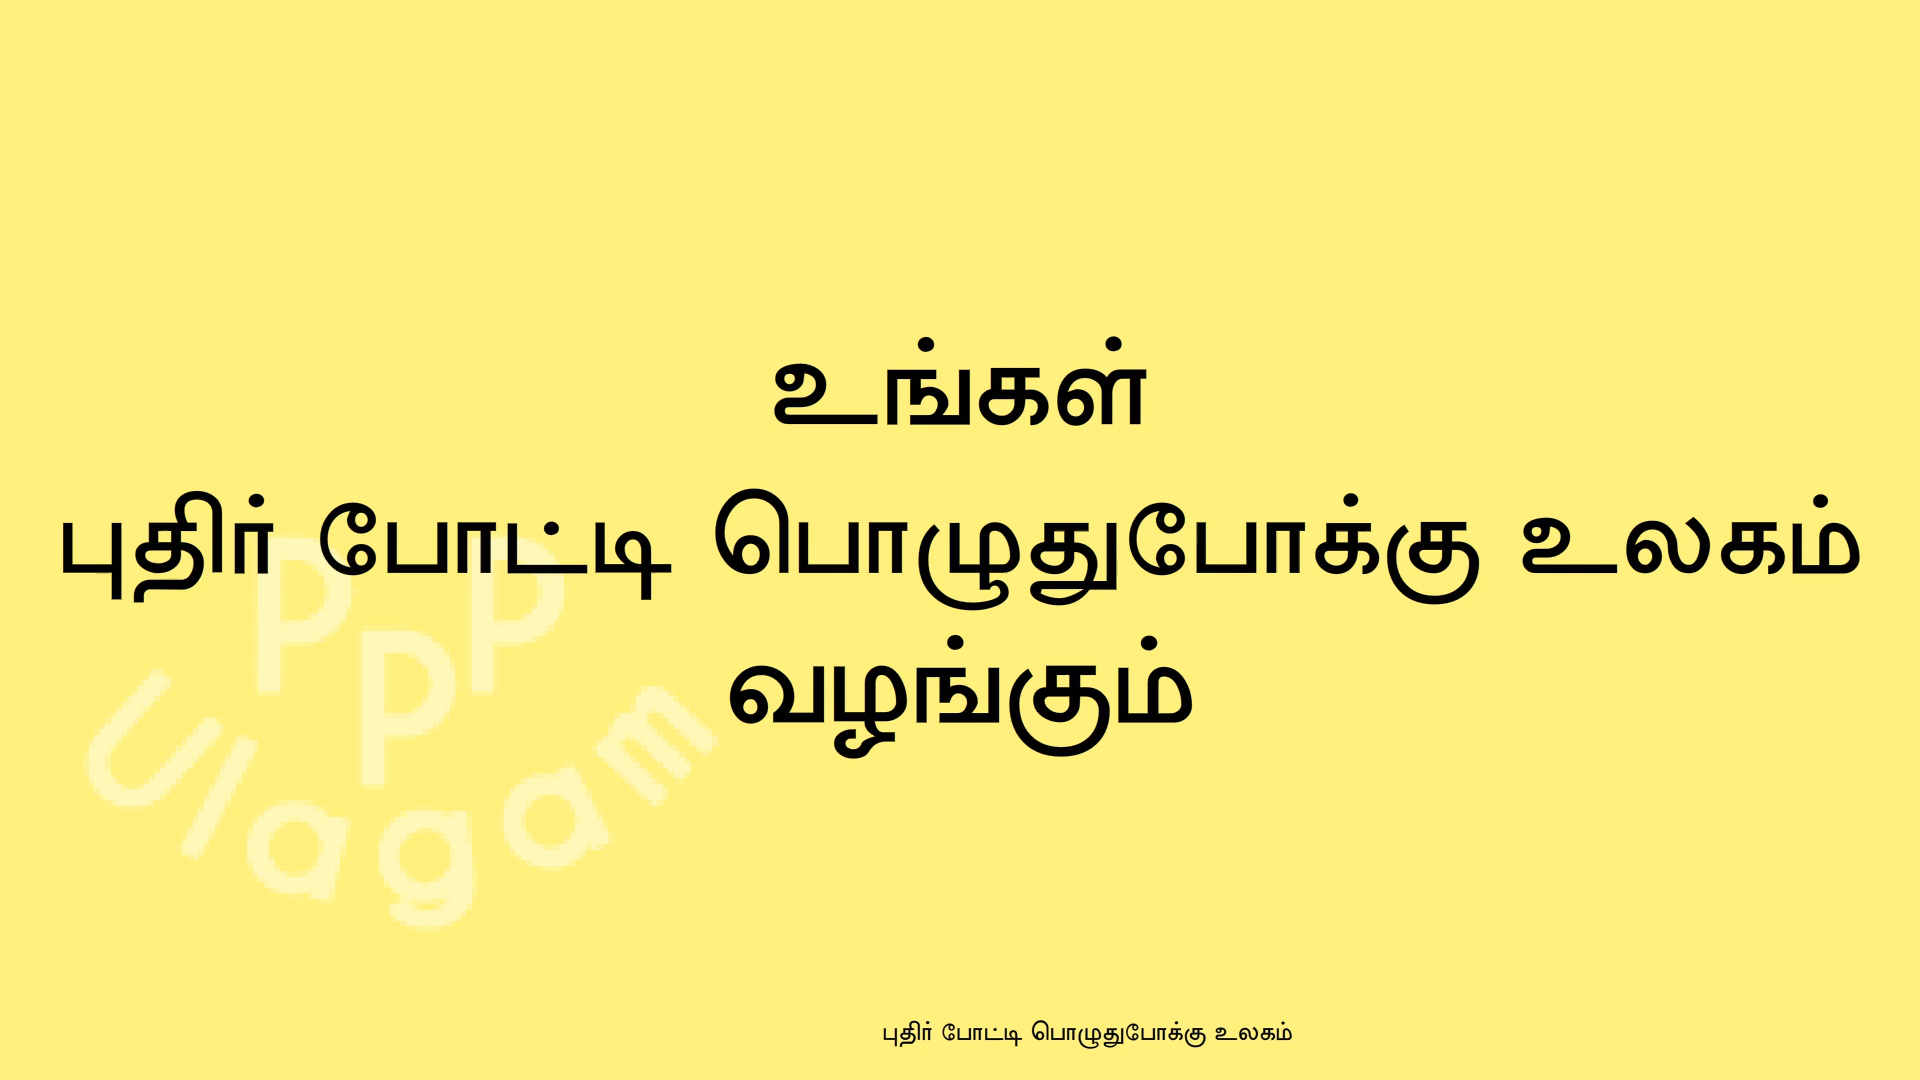 உங்கள்
புதிர் போட்டி பொழுதுபோக்கு உலகம்
வழங்கும்
PPP
Ulagam
புதிர் போட்டி பொழுதுபோக்கு உலகம்